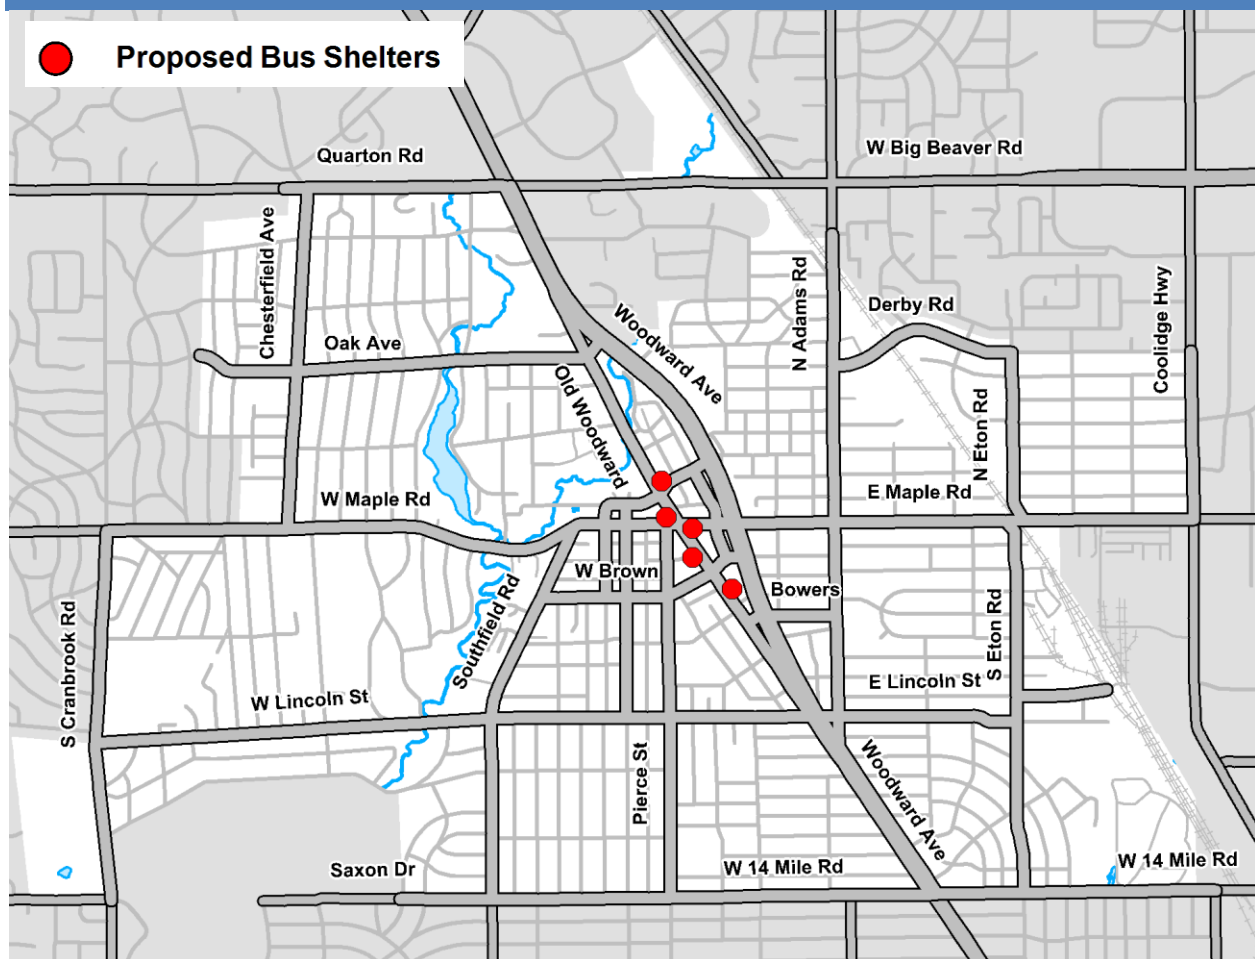 Proposed Bus Shelters
Quarton Rd
W Big Beaver Rd
Chesterfield Ave
N Adams Rd
Coolidge Hwy
Derby Rd
Woodward Ave
Oak Ave
Old Woodward
N Eton Rd
W Maple Rd
E Maple Rd
W Brown
Bowers
Southfield Rd
S Eton Rd
S Cranbrook Rd
W Lincoln St
E Lincoln St
Pierce St
Woodward Ave
Saxon Dr
W 14 Mile Rd
W 14 Mile Rd